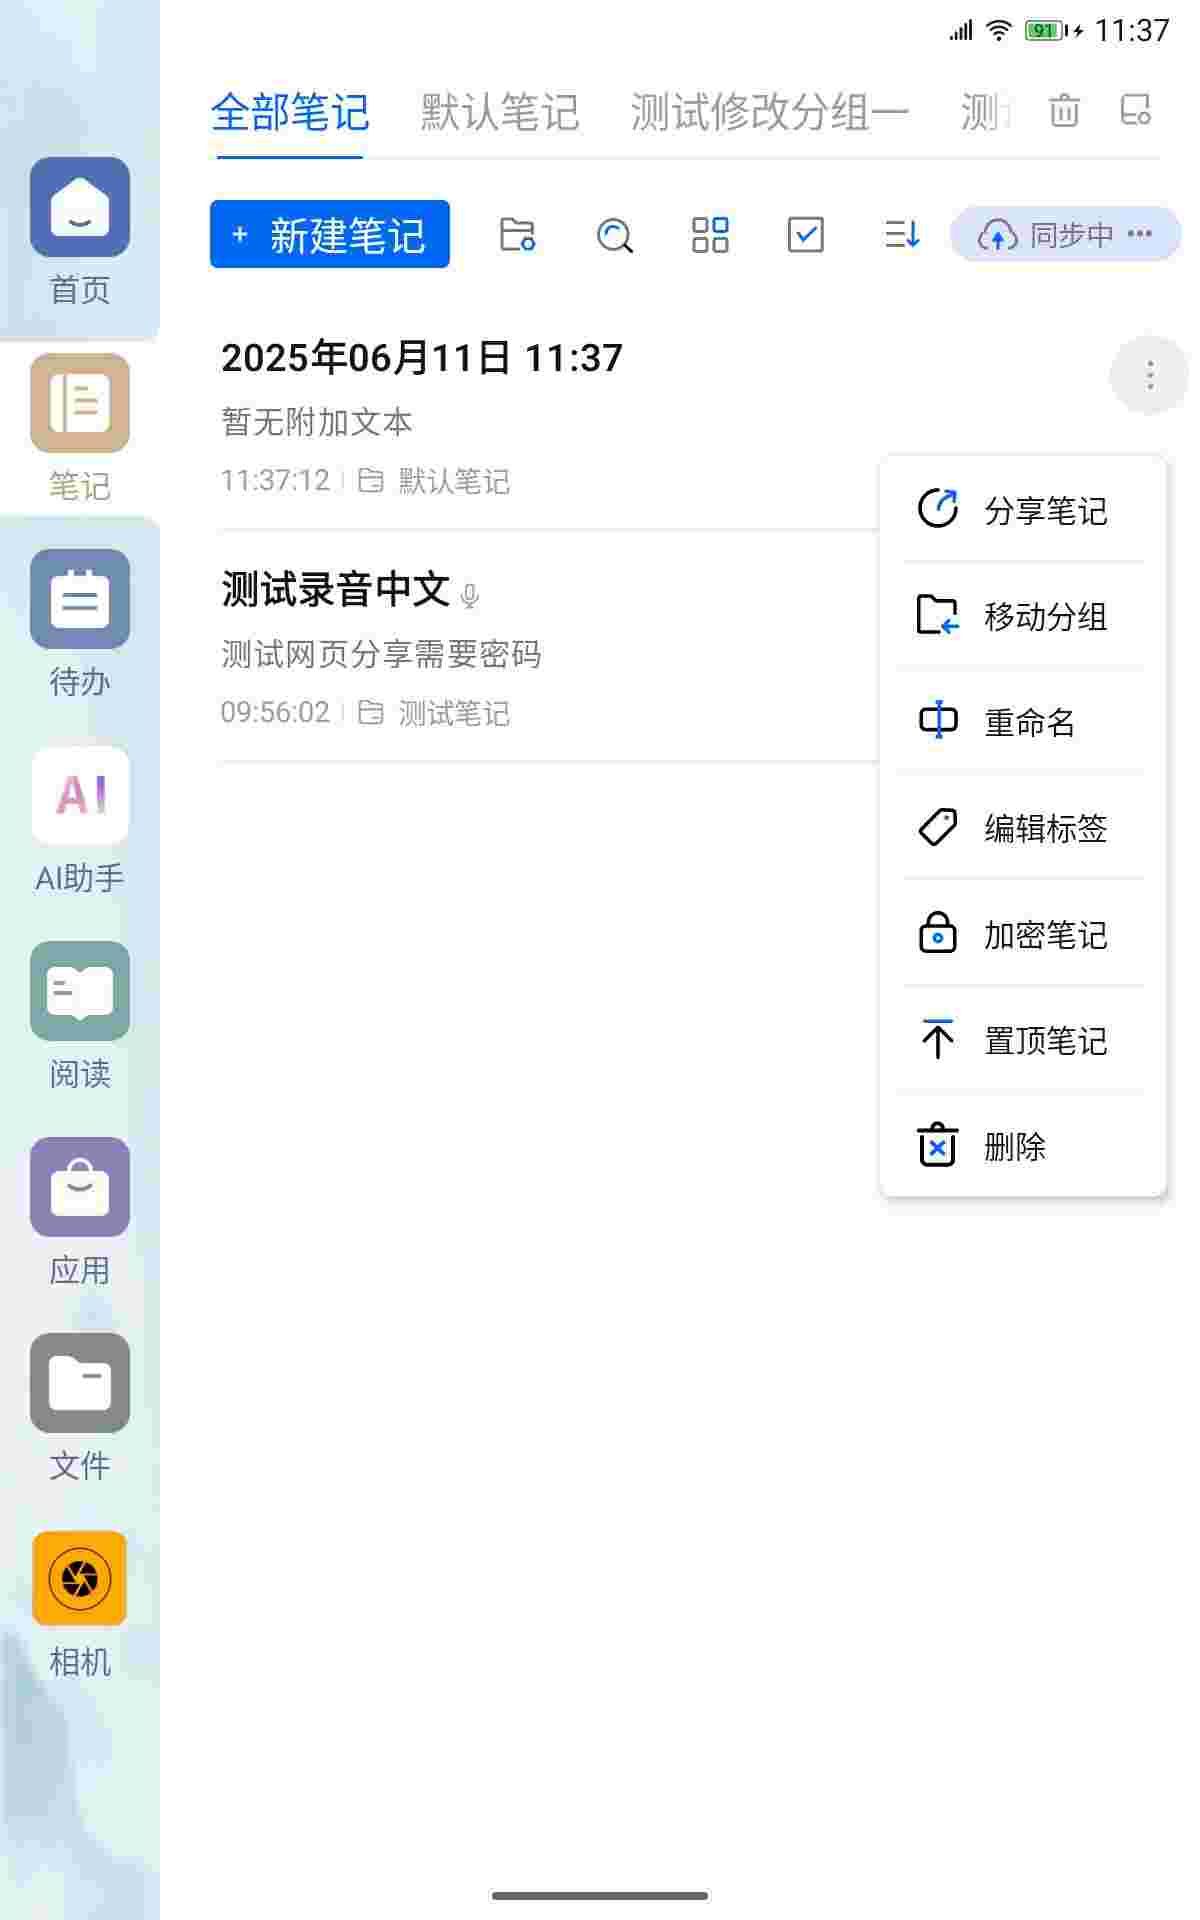 91 11:37
全部笔记 默认笔记 测试修改分组一 测
+ 新建笔记 同步中 •••
首页
笔记
待办
AI
AI助手
阅读
应用
文件
相机
2025年06月11日 11:37
暂无附加文本
11:37:12 默认笔记
测试录音中文
测试网页分享需要密码
09:56:02 测试笔记
分享笔记
移动分组
重命名
编辑标签
加密笔记
置顶笔记
删除